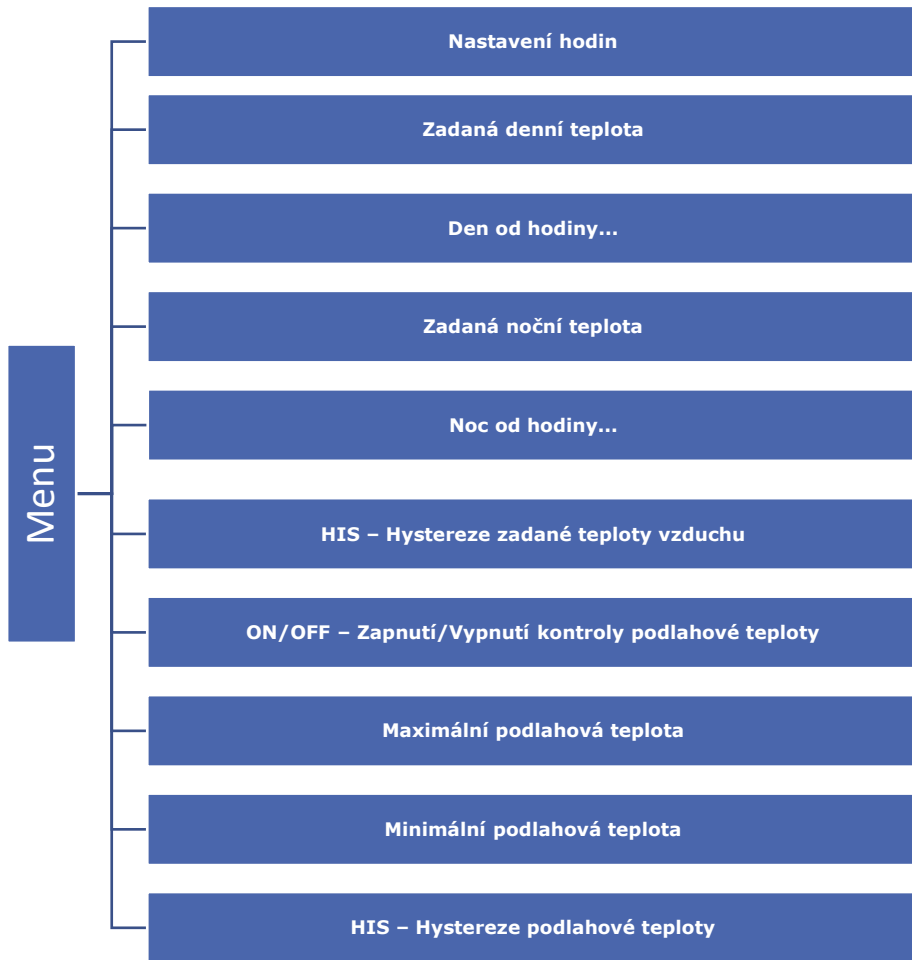 Menu
Nastavení hodin
Zadaná denní teplota
Den od hodiny...
Zadaná noční teplota
Noc od hodiny...
HIS – Hystereze zadané teploty vzduchu
ON/OFF – Zapnutí/Vypnutí kontroly podlahové teploty
Maximální podlahová teplota
Minimální podlahová teplota
HIS – Hystereze podlahové teploty